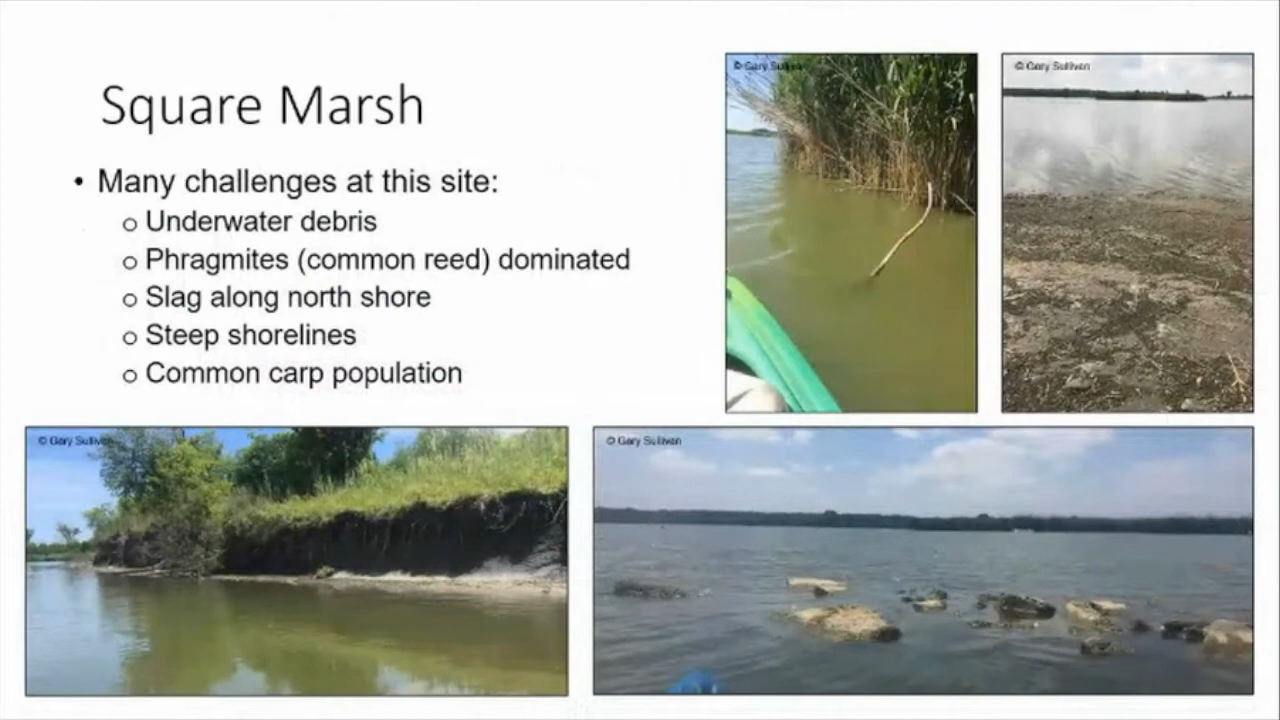 Square Marsh
• Many challenges at this site:
o Underwater debris
o Phragmites (common reed) dominated
o Slag along north shore
o Steep shorelines
o Common carp population
© Gary Sullivan
© Gary Sullivan
© Gary Sullivan
© Gary Sullivan